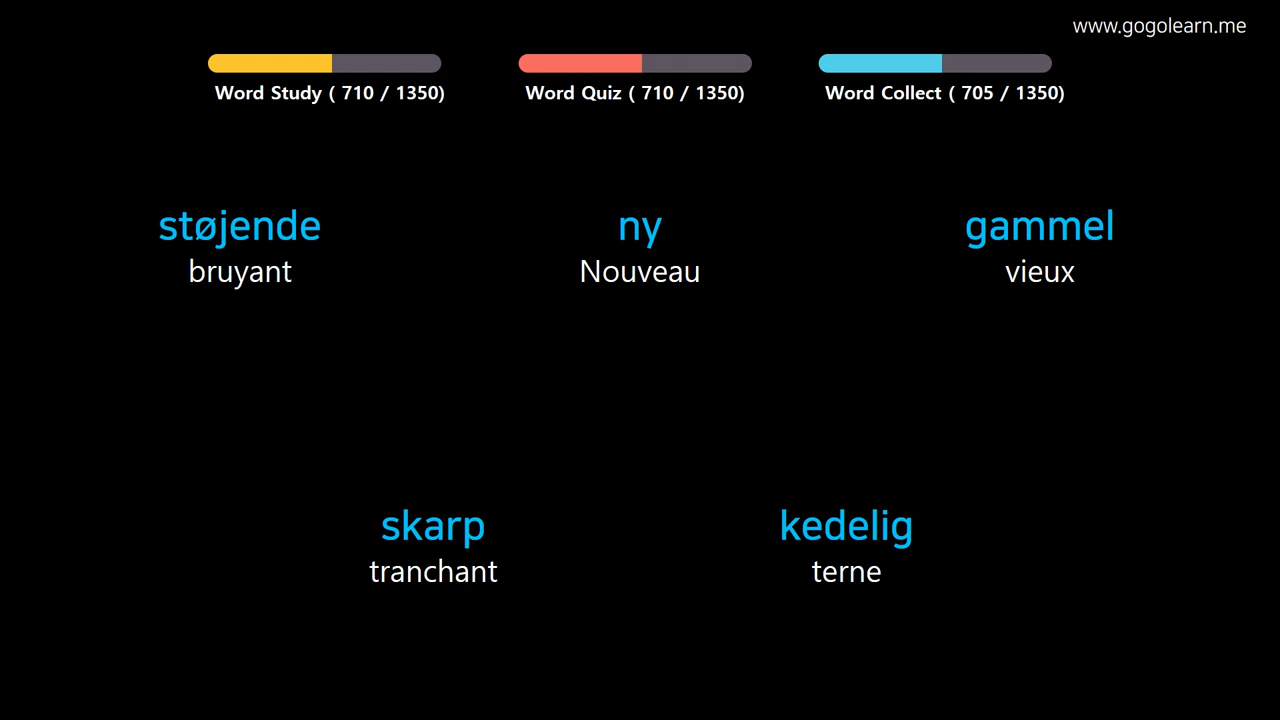 www.gogolearn.me
Word Study ( 710 / 1350)
Word Quiz ( 710 / 1350)
Word Collect ( 705 / 1350)
støjende
bruyant
ny
Nouveau
gammel
vieux
skarp
tranchant
kedelig
terne